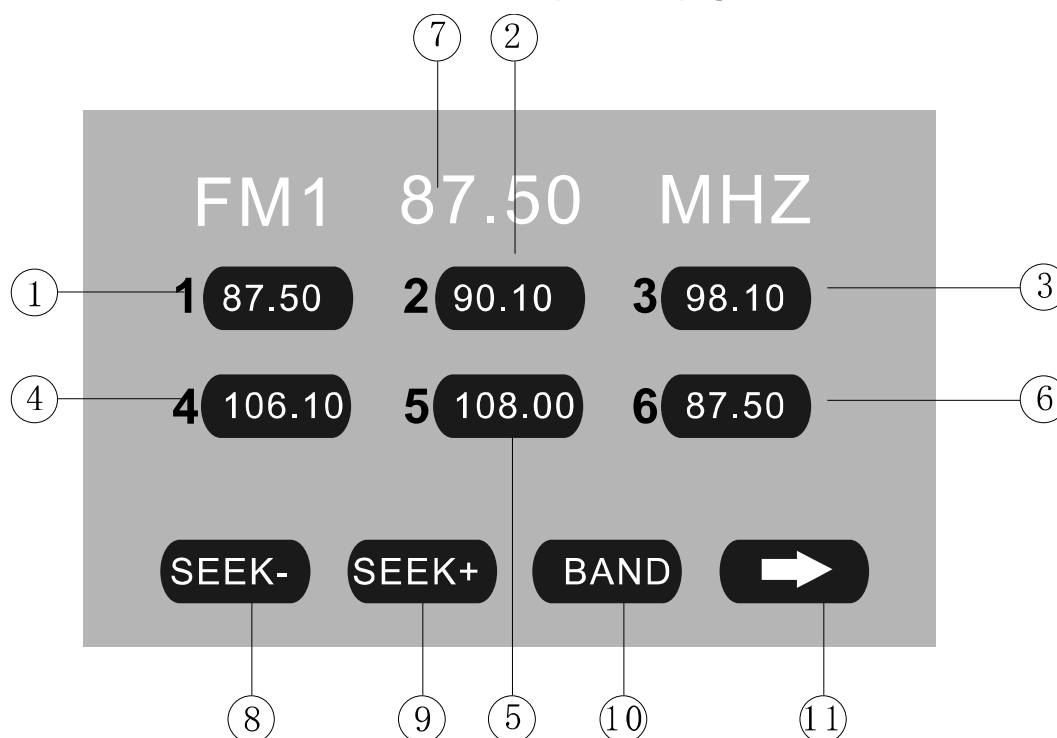 ⑦ ②
FM1 87.50 MHZ
① 1 87.50 2 90.10 3 98.10 ③
④ 4 106.10 5 108.00 6 87.50 ⑥
SEEK- SEEK+ BAND
⑧ ⑨ ⑤ ⑩ ⑪